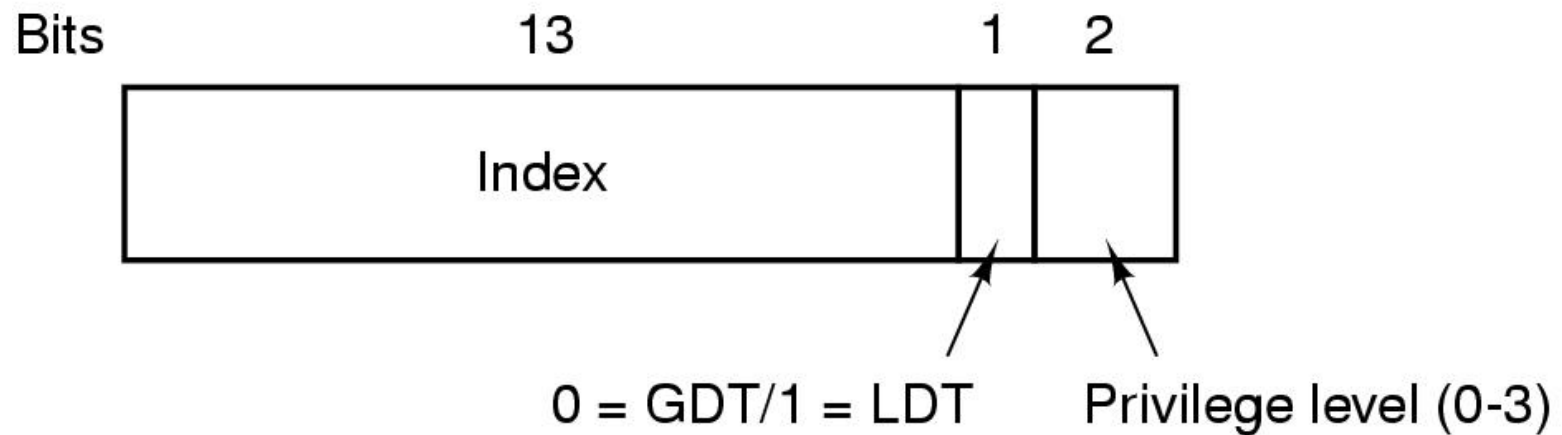 Bits 13 1 2
Index
0 = GDT/1 = LDT Privilege level (0-3)